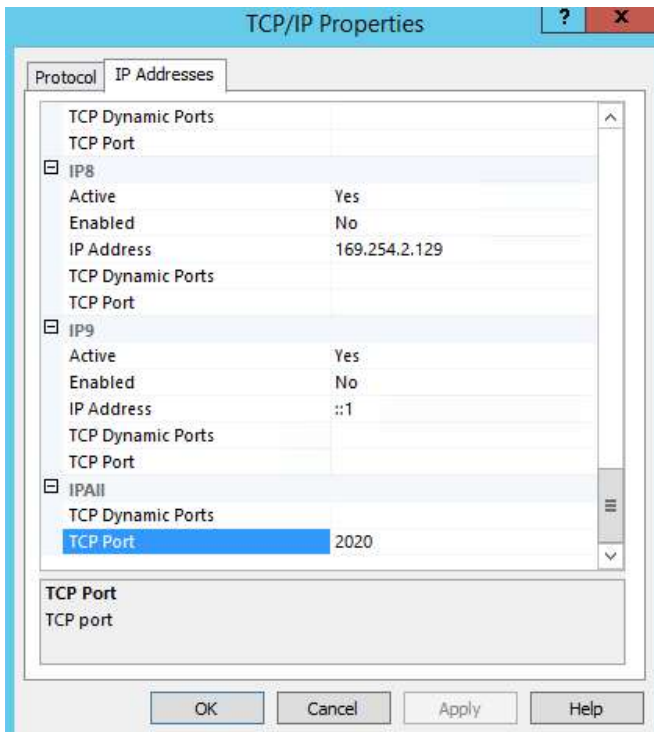 TCP/IP Properties
? x
Protocol IP Addresses
TCP Dynamic Ports
TCP Port
IP8
Active Yes
Enabled No
IP Address 169.254.2.129
TCP Dynamic Ports
TCP Port
IP9
Active Yes
Enabled No
IP Address ::1
TCP Dynamic Ports
TCP Port
IPAll
TCP Dynamic Ports
TCP Port 2020
TCP Port
TCP port
OK Cancel Apply Help